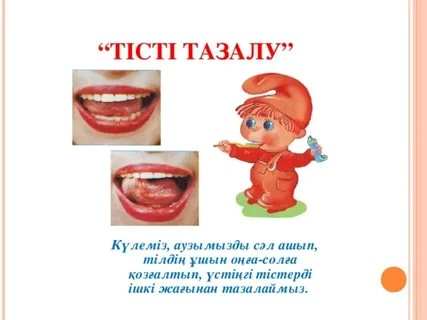 “ТІСТІ ТАЗАЛУ”
Күлеміз, аузымызды сәл ашып,
тілдің ұшын оңға-солға
қозғалтып, үстіңгі тістерді
ішкі жағынан тазалаймыз.